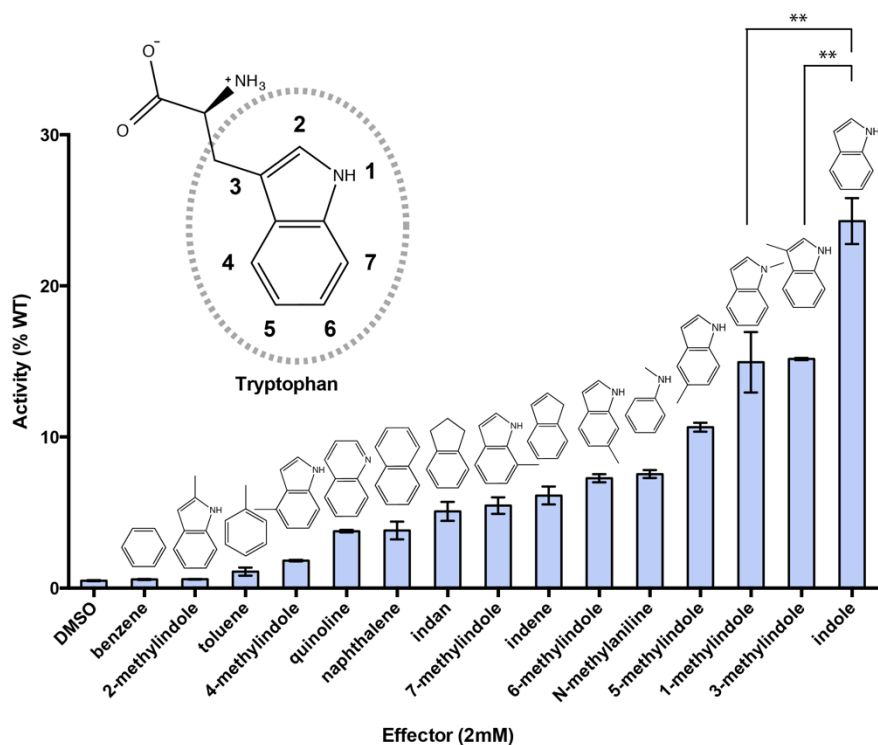 **
**
O⁻
O
⁺
NH₃
2
NH 1
3
4
7
5
6
Tryptophan
30
20
10
0
Activity (% WT)
NH
NH
N
NH
HN
NH
NH
N
NH
NH
DMSO
benzene
2-methylindole
toluene
4-methylindole
quinoline
naphthalene
indan
7-methylindole
indene
6-methylindole
N-methylaniline
5-methylindole
1-methylindole
3-methylindole
indole
Effector (2mM)